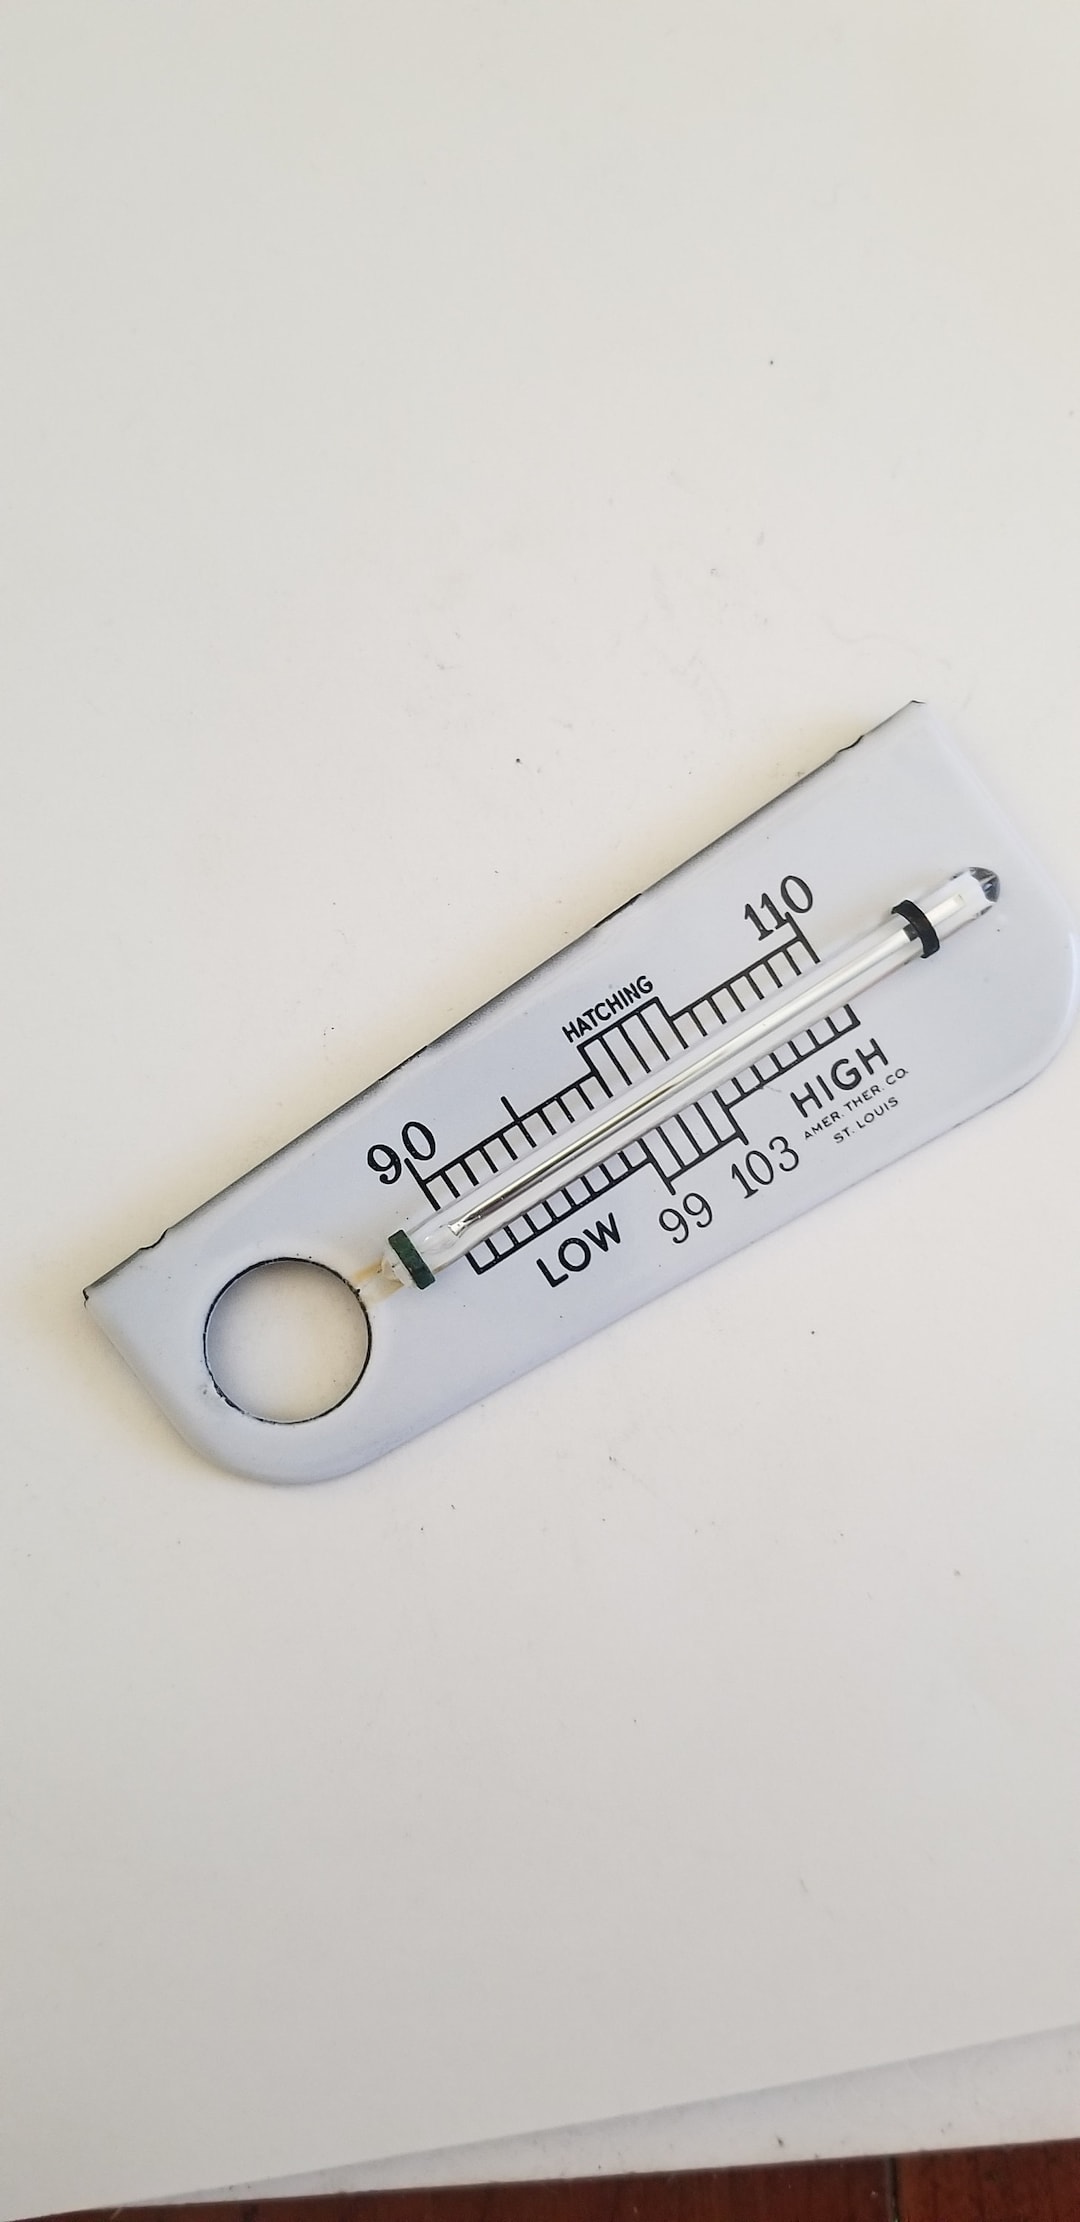 90
110
HATCHING
LOW
99
103
HIGH
AMER. THER. CO.
ST. LOUIS